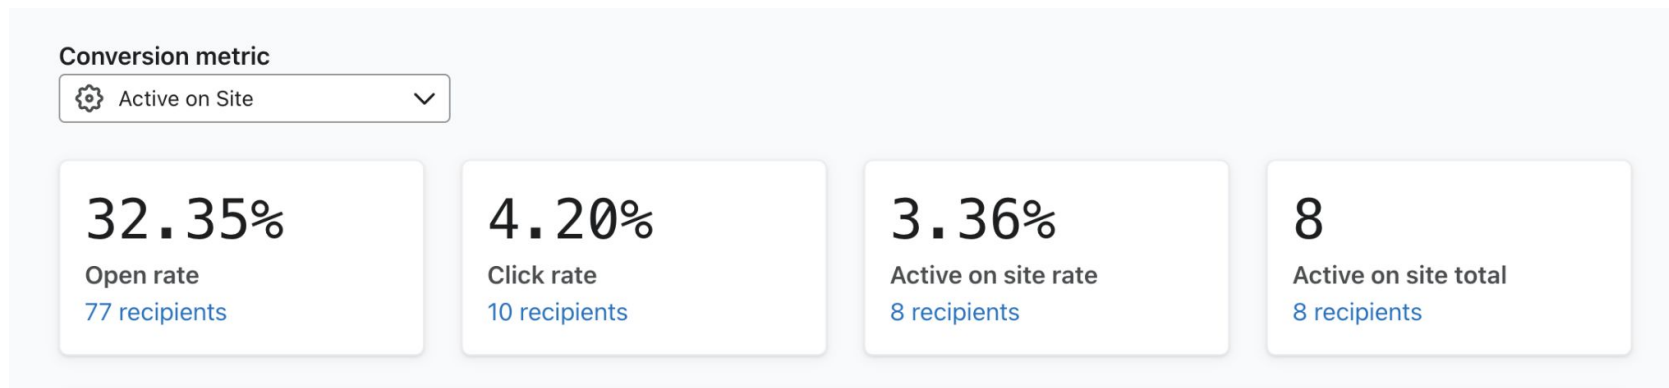 Conversion metric
Active on Site
32.35%
Open rate
77 recipients
4.20%
Click rate
10 recipients
3.36%
Active on site rate
8 recipients
8
Active on site total
8 recipients